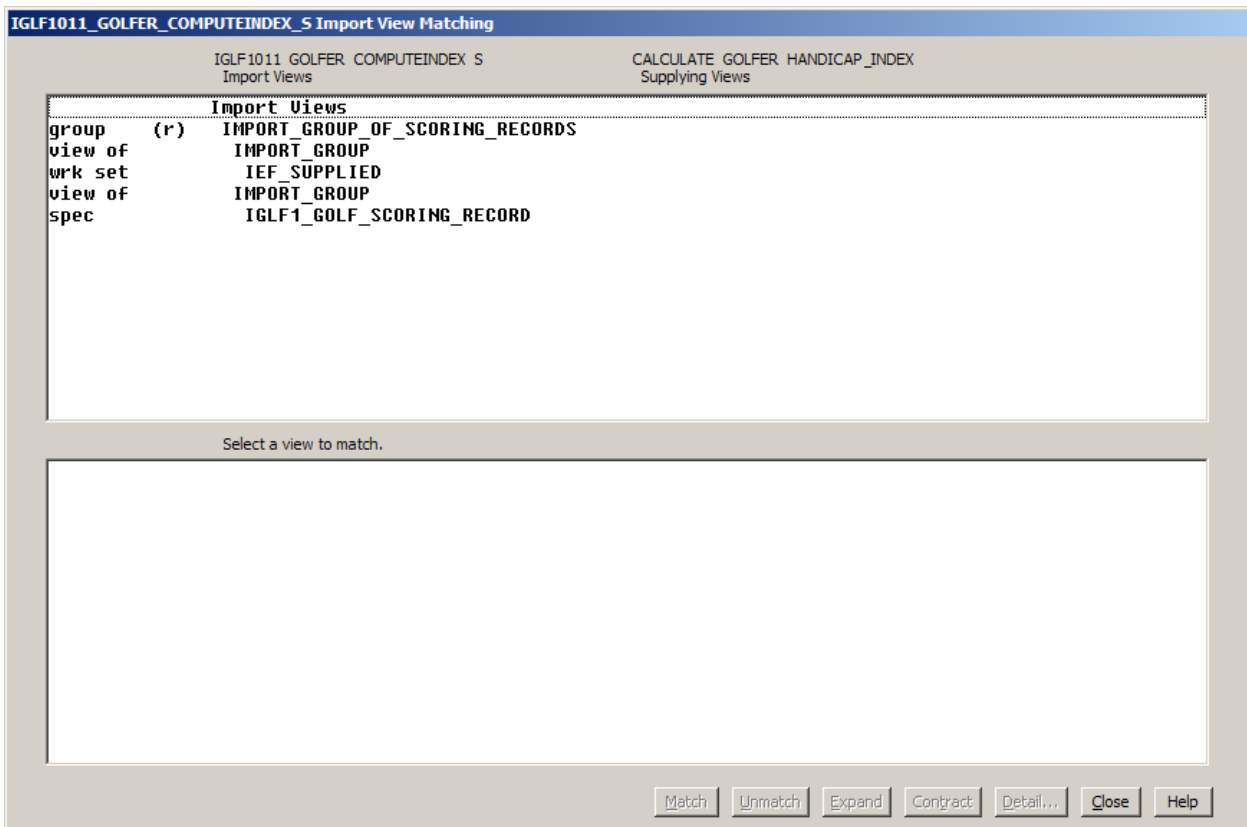 IGLF1011_GOLFER_COMPUTEINDEX_S Import View Matching
IGLF1011 GOLFER COMPUTEINDEX S CALCULATE GOLFER HANDICAP_INDEX
Import Views Supplying Views
Import Views
group (r) IMPORT_GROUP_OF_SCORING_RECORDS
view of IMPORT_GROUP
wrk set IEF_SUPPLIED
view of IMPORT_GROUP
spec IGLF1_GOLF_SCORING_RECORD
Select a view to match.
Match Unmatch Expand Contract Detail... Close Help